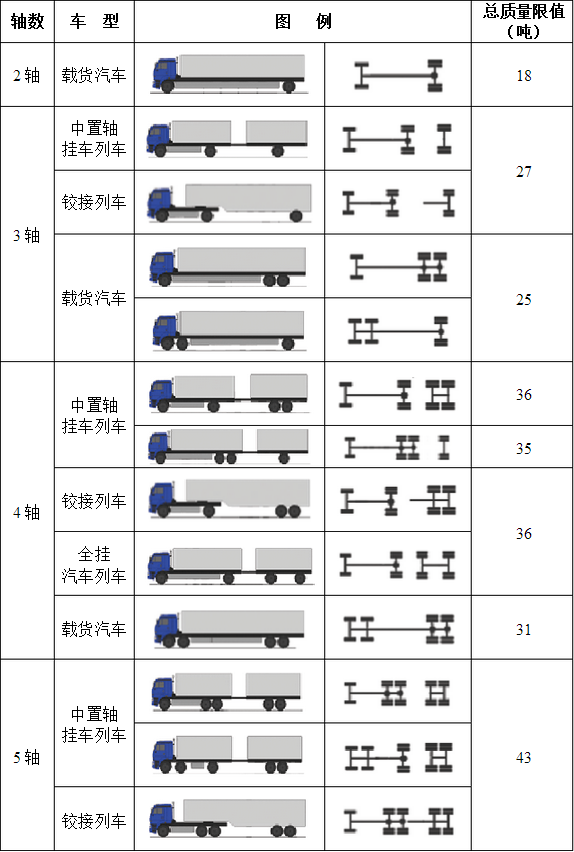 轴数 车 型 图 例 总质量限值
（吨）
2轴 载货汽车 18
3轴
中置轴
挂车列车
27
铰接列车
载货汽车
25
4轴
中置轴
挂车列车
36
35
铰接列车
36
全挂
汽车列车
载货汽车 31
5轴
中置轴
挂车列车
43
铰接列车